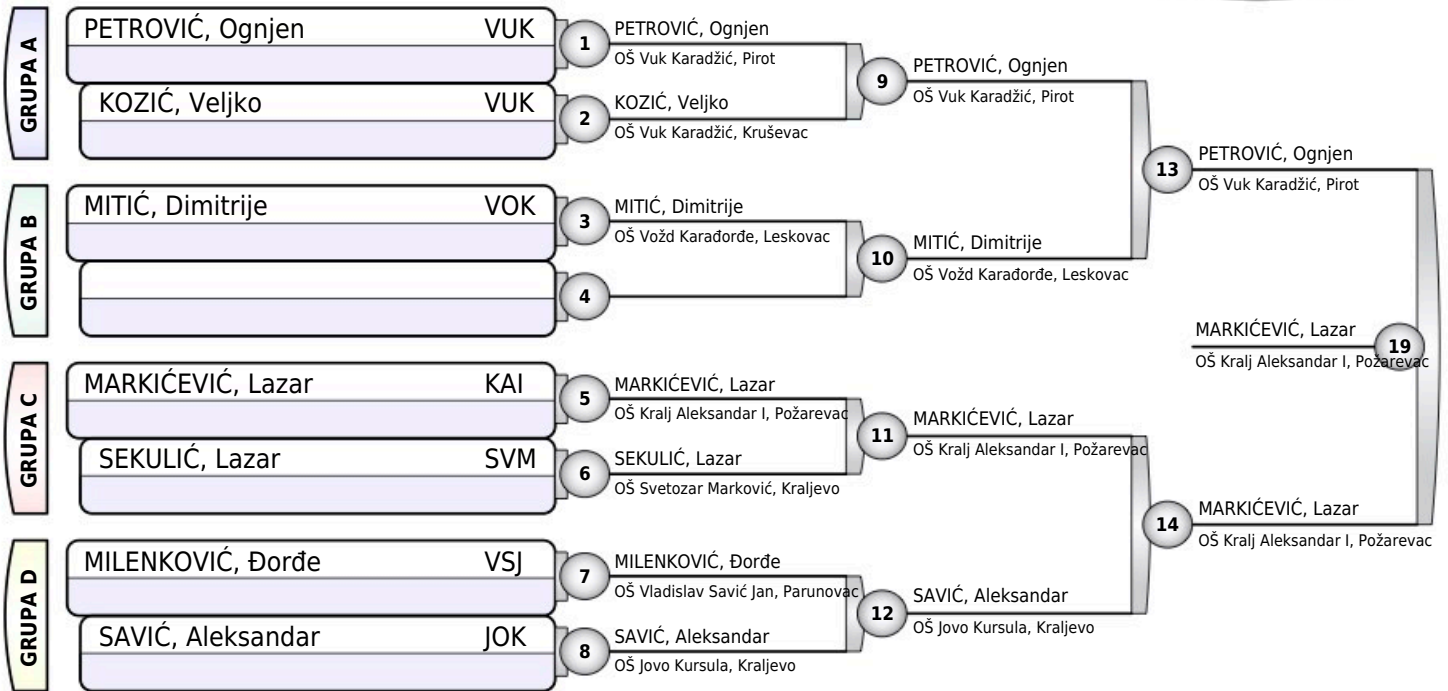 GRUPA A
PETROVIĆ, Ognjen VUK
KOZIĆ, Veljko VUK
GRUPA B
MITIĆ, Dimitrije VOK
GRUPA C
MARKIĆEVIĆ, Lazar KAI
SEKULIĆ, Lazar SVM
GRUPA D
MILENKOVIĆ, Đorđe VSJ
SAVIĆ, Aleksandar JOK
1
PETROVIĆ, Ognjen
OŠ Vuk Karadžić, Pirot
2
KOZIĆ, Veljko
OŠ Vuk Karadžić, Kruševac
3
MITIĆ, Dimitrije
OŠ Vožd Karađorđe, Leskovac
4
5
MARKIĆEVIĆ, Lazar
OŠ Kralj Aleksandar I, Požarevac
6
SEKULIĆ, Lazar
OŠ Svetozar Marković, Kraljevo
7
MILENKOVIĆ, Đorđe
OŠ Vladislav Savić Jan, Parunovac
8
SAVIĆ, Aleksandar
OŠ Jovo Kursula, Kraljevo
9
PETROVIĆ, Ognjen
OŠ Vuk Karadžić, Pirot
10
MITIĆ, Dimitrije
OŠ Vožd Karađorđe, Leskovac
11
MARKIĆEVIĆ, Lazar
OŠ Kralj Aleksandar I, Požarevac
12
SAVIĆ, Aleksandar
OŠ Jovo Kursula, Kraljevo
13
PETROVIĆ, Ognjen
OŠ Vuk Karadžić, Pirot
14
MARKIĆEVIĆ, Lazar
OŠ Kralj Aleksandar I, Požarevac
MARKIĆEVIĆ, Lazar
19
OŠ Kralj Aleksandar I, Požarevac